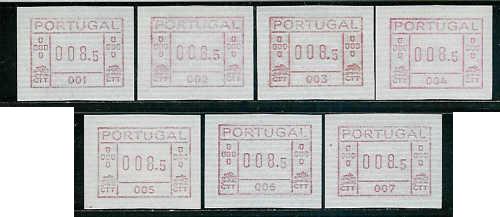 PORTUGAL
008.5
001
CTT
PORTUGAL
008.5
002
CTT
PORTUGAL
008.5
003
CTT
PORTUGAL
008.5
004
CTT
PORTUGAL
008.5
005
CTT
PORTUGAL
008.5
006
CTT
PORTUGAL
008.5
007
CTT